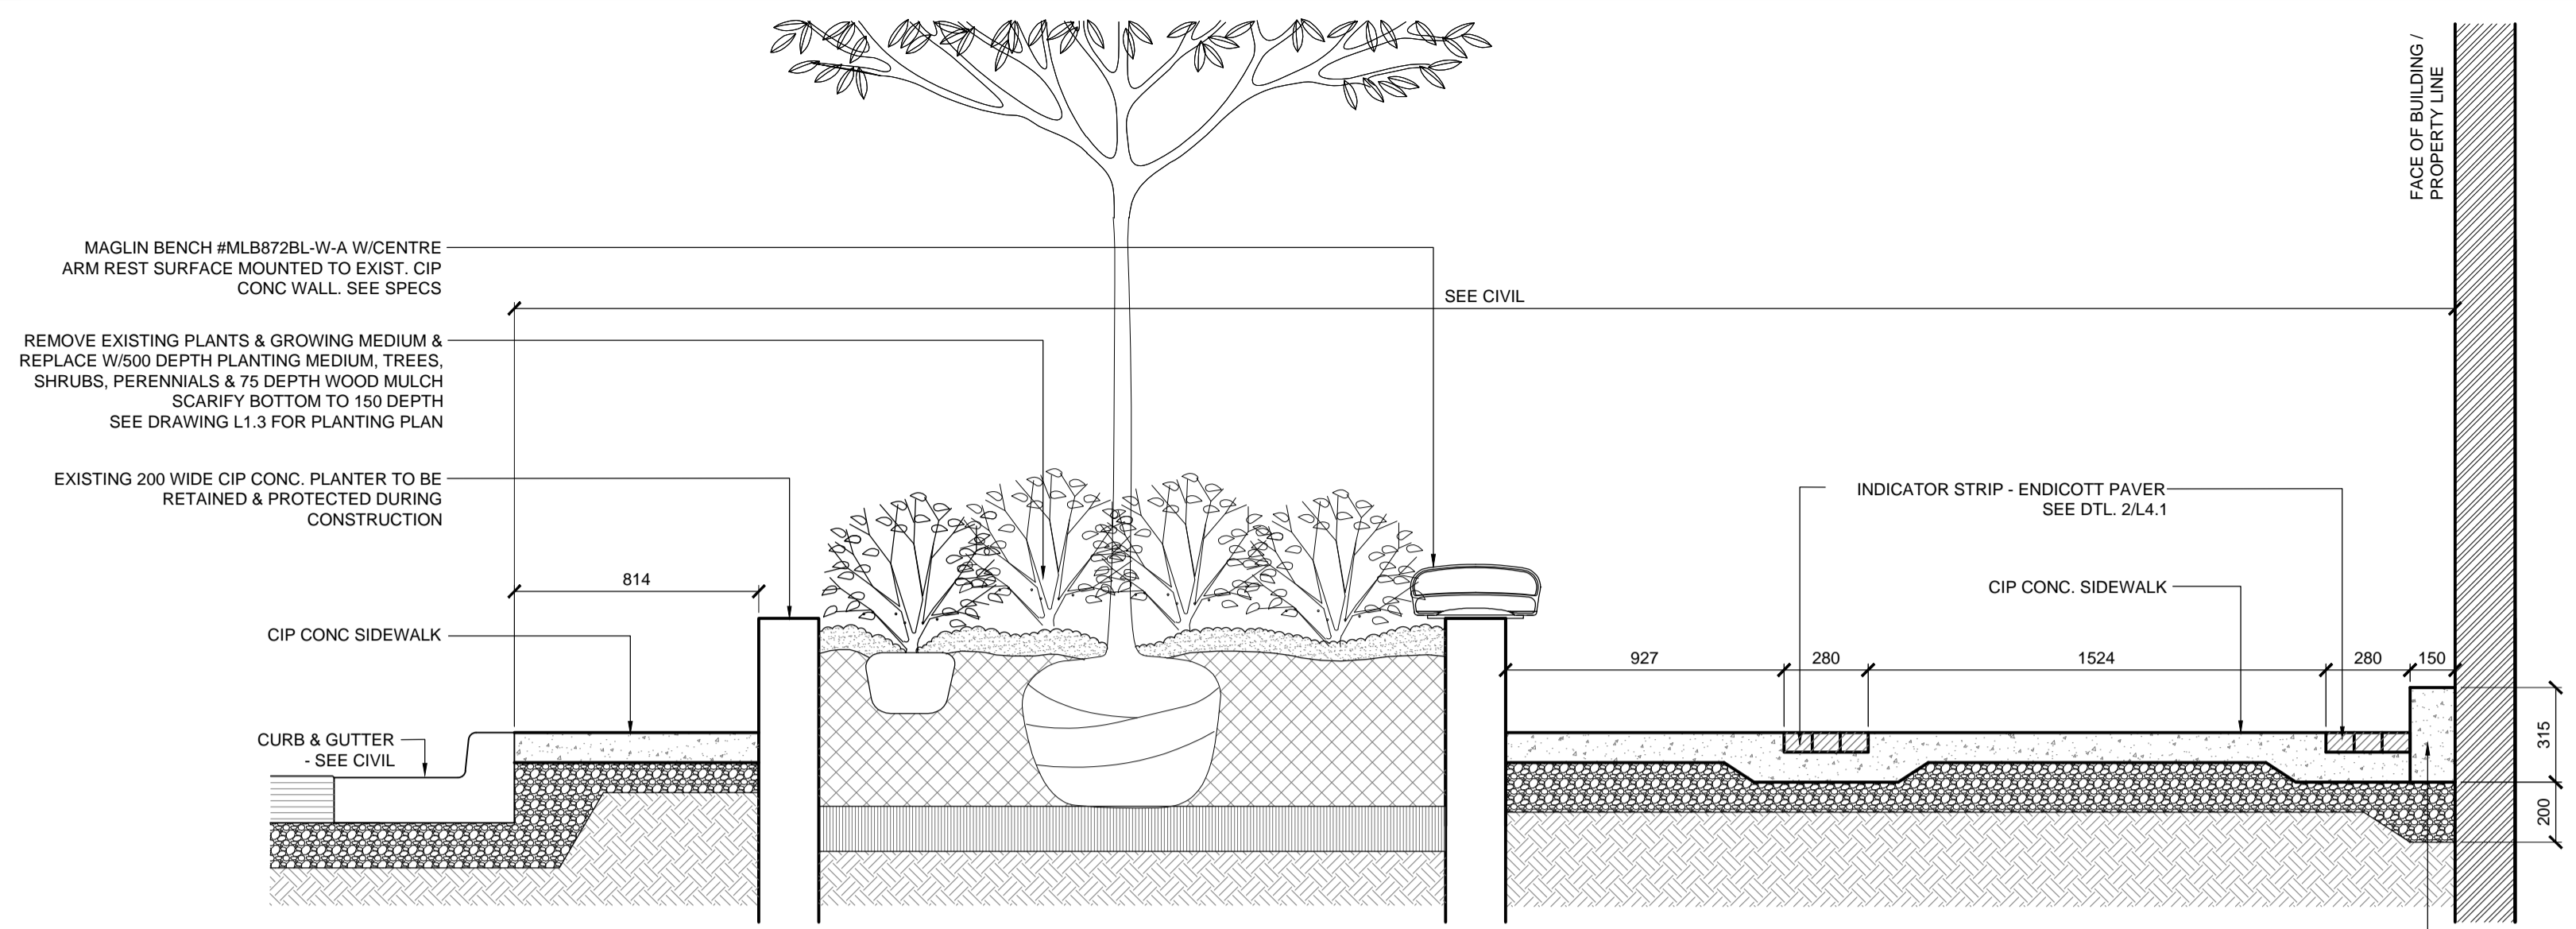 FACE OF BUILDING /
PROPERTY LINE
MAGLIN BENCH #MLB872BL-W-A W/CENTRE
ARM REST SURFACE MOUNTED TO EXIST. CIP
CONC WALL. SEE SPECS
SEE CIVIL
REMOVE EXISTING PLANTS & GROWING MEDIUM &
REPLACE W/500 DEPTH PLANTING MEDIUM, TREES,
SHRUBS, PERENNIALS & 75 DEPTH WOOD MULCH
SCARIFY BOTTOM TO 150 DEPTH
SEE DRAWING L1.3 FOR PLANTING PLAN
EXISTING 200 WIDE CIP CONC. PLANTER TO BE
RETAINED & PROTECTED DURING
CONSTRUCTION
INDICATOR STRIP - ENDICOTT PAVER
SEE DTL. 2/L4.1
814
CIP CONC. SIDEWALK
CIP CONC SIDEWALK
927
280
1524
280
150
CURB & GUTTER
- SEE CIVIL
315
200